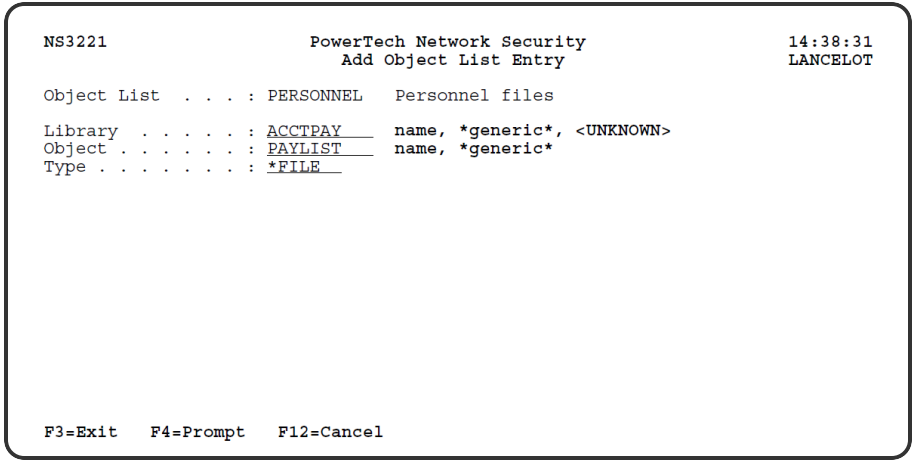 NS3221 PowerTech Network Security 14:38:31
Add Object List Entry LANCELOT
Object List . . . : PERSONNEL Personnel files
Library . . . . . : ACCTPAY name, *generic*, <UNKNOWN>
Object . . . . . . : PAYLIST name, *generic*
Type . . . . . . . : *FILE
F3=Exit F4=Prompt F12=Cancel